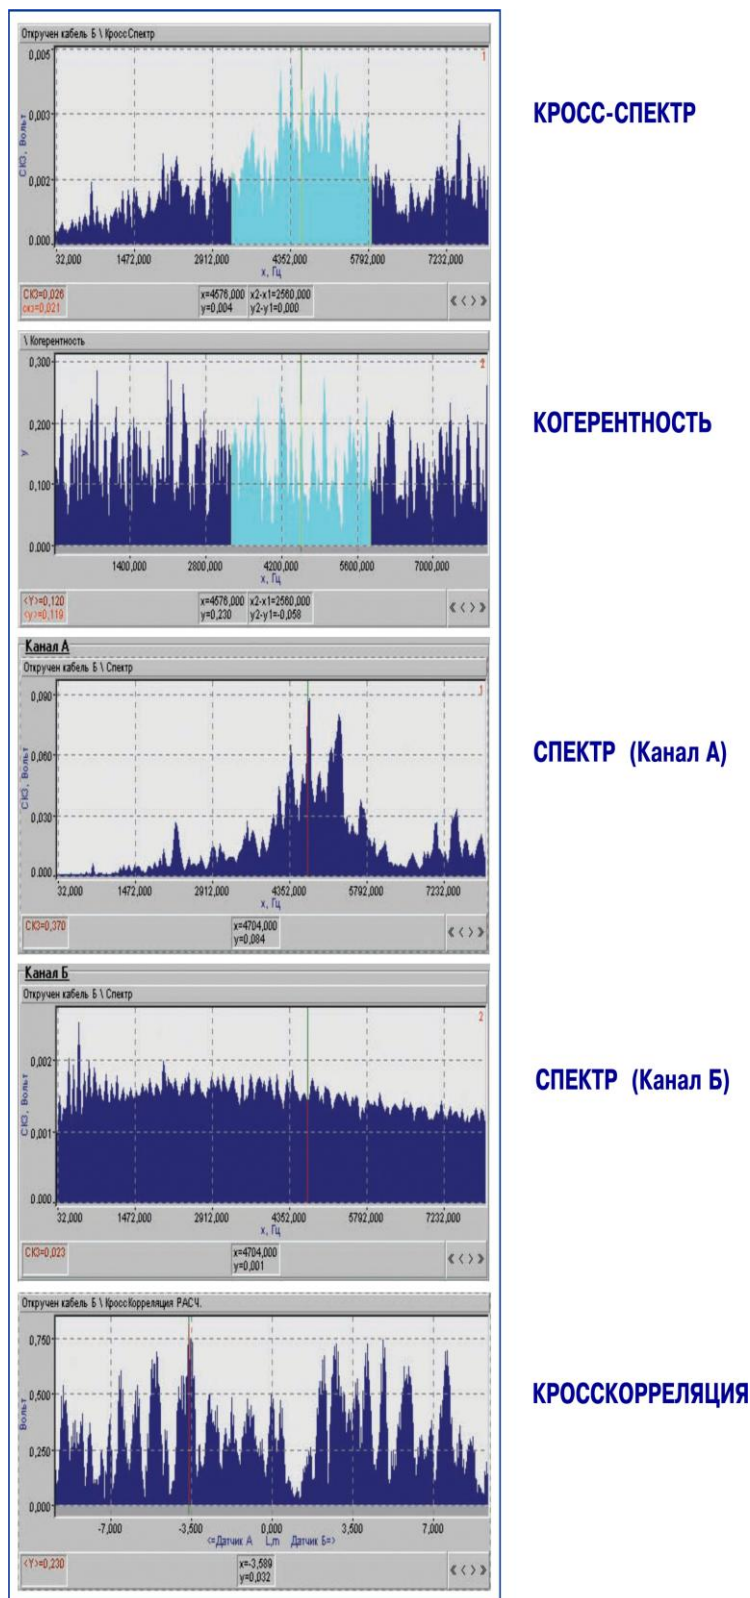 Откручен кабель Б \ КроссСпектр
1
СКЗ, Вольт
0,005
0,003
0,002
0.000
32,000 1472,000 2912,000 4352,000 5792,000 7232,000
x, Гц
СКЗ=0,026
скз=0,021
x=4576,000 x2-x1=2560,000
y=0,004 y2-y1=0,000
КРОСС-СПЕКТР
\ Когерентность
2
У
0,300
0,200
0,100
0.000
1400,000 2800,000 4200,000 5600,000 7000,000
x, Гц
<Y>=0,120
<y>=0,119
x=4576,000 x2-x1=2560,000
y=0,230 y2-y1=-0,058
КОГЕРЕНТНОСТЬ
Канал А
Откручен кабель Б \ Спектр
1
СКЗ, Вольт
0,090
0,060
0,030
0.000
32,000 1472,000 2912,000 4352,000 5792,000 7232,000
x, Гц
СКЗ=0,370
x=4704,000
y=0,084
СПЕКТР (Канал А)
Канал Б
Откручен кабель Б \ Спектр
2
СКЗ, Вольт
0,002
0,001
0.000
32,000 1472,000 2912,000 4352,000 5792,000 7232,000
x, Гц
СКЗ=0,023
x=4704,000
y=0,001
СПЕКТР (Канал Б)
Откручен кабель Б \ КроссКорреляция РАСЧ.
Вольт
0,750
0,500
0,250
0,000
-7,000 -3,500 0,000 3,500 7,000
<=Датчик А L,m Датчик Б=>
<Y>=0,230
x=-3,589
y=0,032
КРОССКОРРЕЛЯЦИЯ